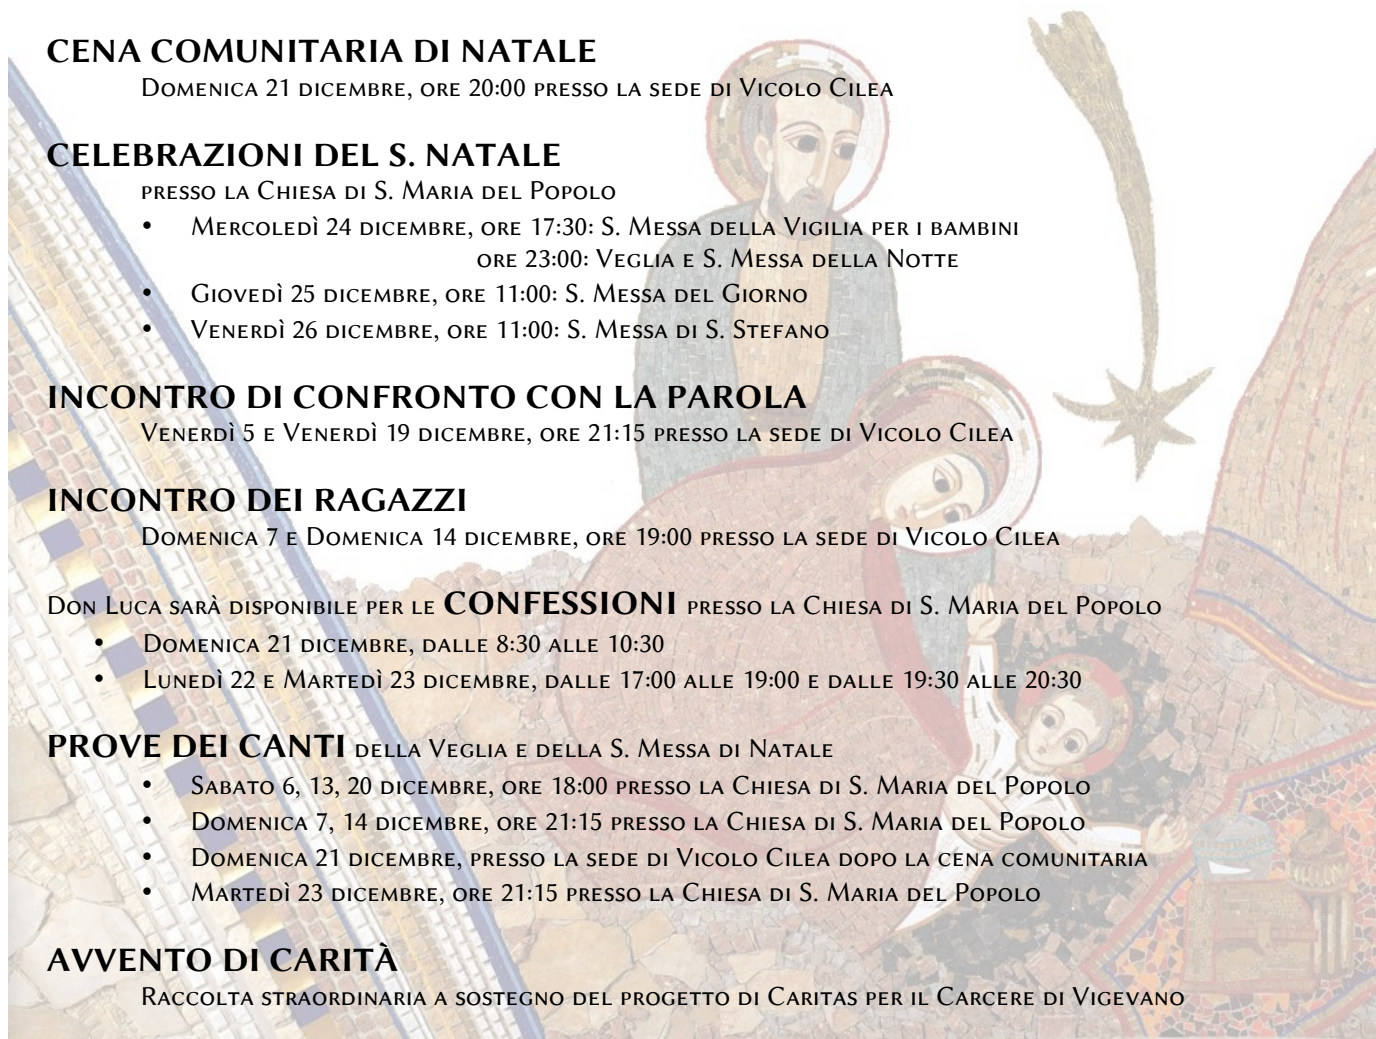 CENA COMUNITARIA DI NATALE
Domenica 21 dicembre, ore 20:00 presso la sede di Vicolo Cilea
CELEBRAZIONI DEL S. NATALE
presso la Chiesa di S. Maria del Popolo
• Mercoledì 24 dicembre, ore 17:30: S. Messa della Vigilia per i bambini
ore 23:00: Veglia e S. Messa della Notte
• Giovedì 25 dicembre, ore 11:00: S. Messa del Giorno
• Venerdì 26 dicembre, ore 11:00: S. Messa di S. Stefano
INCONTRO DI CONFRONTO CON LA PAROLA
Venerdì 5 e Venerdì 19 dicembre, ore 21:15 presso la sede di Vicolo Cilea
INCONTRO DEI RAGAZZI
Domenica 7 e Domenica 14 dicembre, ore 19:00 presso la sede di Vicolo Cilea
Don Luca sarà disponibile per le CONFESSIONI presso la Chiesa di S. Maria del Popolo
• Domenica 21 dicembre, dalle 8:30 alle 10:30
• Lunedì 22 e Martedì 23 dicembre, dalle 17:00 alle 19:00 e dalle 19:30 alle 20:30
PROVE DEI CANTI della Veglia e della S. Messa di Natale
• Sabato 6, 13, 20 dicembre, ore 18:00 presso la Chiesa di S. Maria del Popolo
• Domenica 7, 14 dicembre, ore 21:15 presso la Chiesa di S. Maria del Popolo
• Domenica 21 dicembre, presso la sede di Vicolo Cilea dopo la cena comunitaria
• Martedì 23 dicembre, ore 21:15 presso la Chiesa di S. Maria del Popolo
AVVENTO DI CARITÀ
Raccolta straordinaria a sostegno del progetto di Caritas per il Carcere di Vigevano